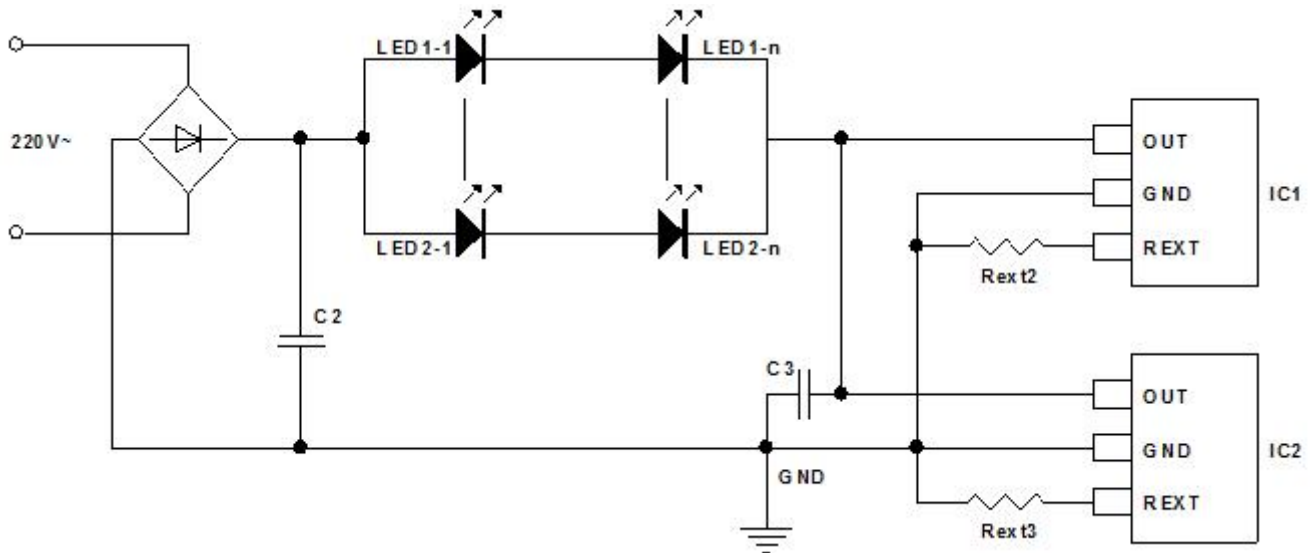 LED1-1
LED1-n
220V~
OUT
GND
IC1
REXT
Rext2
LED2-1
LED2-n
C2
C3
OUT
GND
IC2
GND
REXT
Rext3